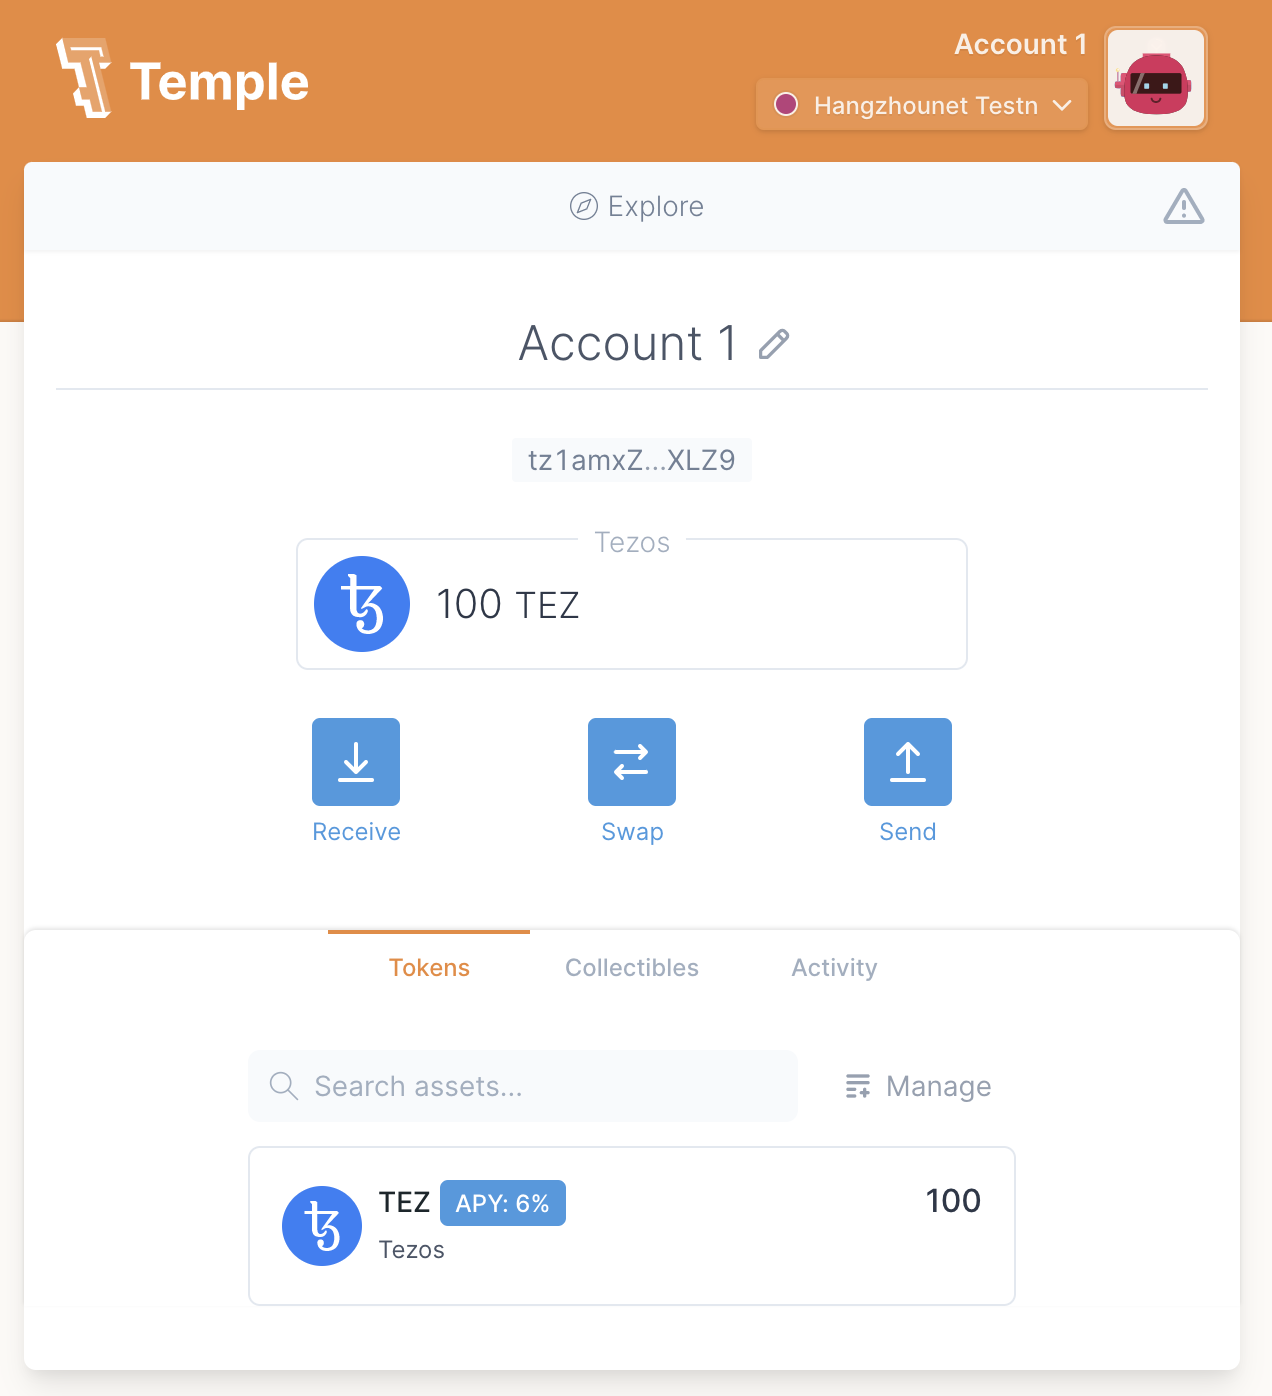 Temple
Account 1
Hangzhounet Testn
Explore
Account 1
tz1amxZ...XLZ9
Tezos
100 TEZ
Receive
Swap
Send
Tokens
Collectibles
Activity
Search assets...
Manage
TEZ
APY: 6%
100
Tezos